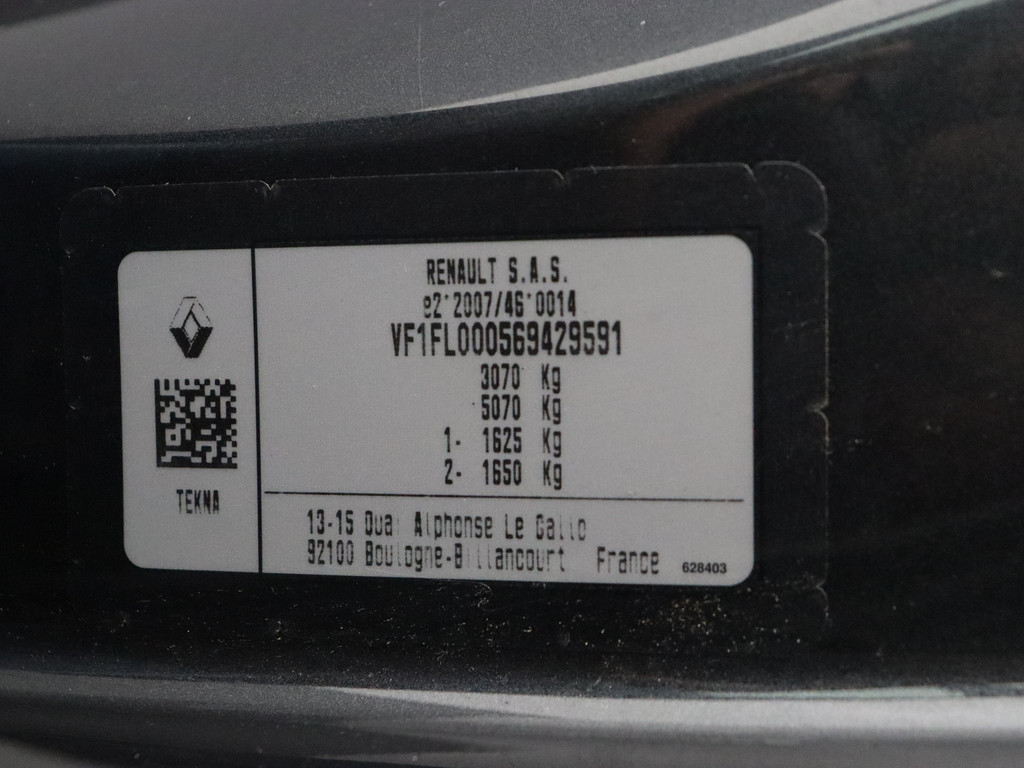 RENAULT S.A.S.
e2*2007/46*0014
VF1FL000569429591
3070 Kg
5070 Kg
1- 1625 Kg
2- 1650 Kg
TEKNA
13-15 Quai Alphonse Le Gallo
92100 Boulogne-Billancourt France
628403